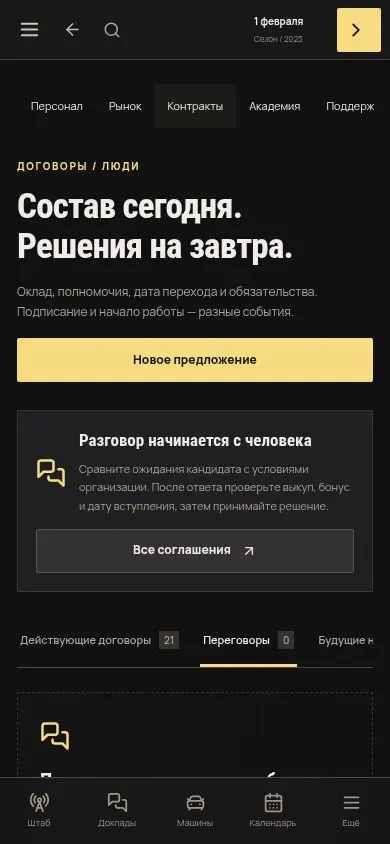 1 февраля
Сезон / 2025
Персонал
Рынок
Контракты
Академия
Поддерж
ДОГОВОРЫ / ЛЮДИ
Состав сегодня.
Решения на завтра.
Оклад, полномочия, дата перехода и обязательства.
Подписание и начало работы — разные события.
Новое предложение
Разговор начинается с человека
Сравните ожидания кандидата с условиями
организации. После ответа проверьте выкуп, бонус
и дату вступления, затем принимайте решение.
Все соглашения
Действующие договоры 21
Переговоры 0
Будущие
Штаб
Доклады
Машины
Календарь
Ещё